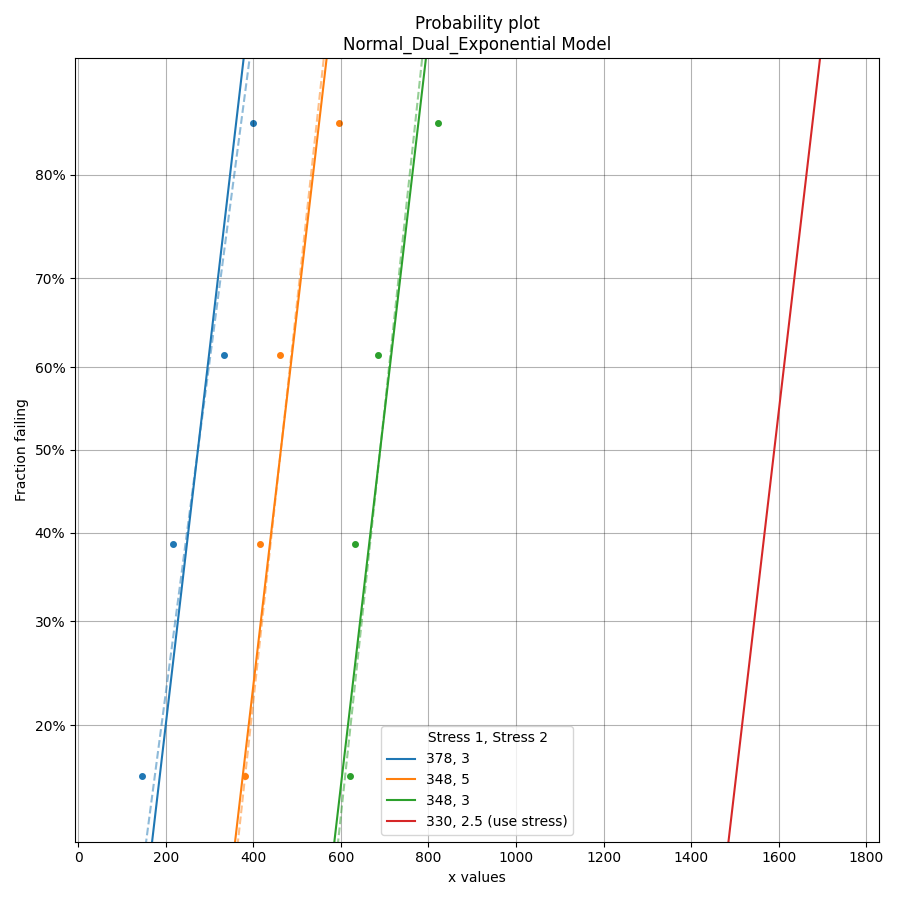 Probability plot
Normal_Dual_Exponential Model
Fraction failing
80%
70%
60%
50%
40%
30%
20%
Stress 1, Stress 2
378, 3
348, 5
348, 3
330, 2.5 (use stress)
0 200 400 600 800 1000 1200 1400 1600 1800
x values